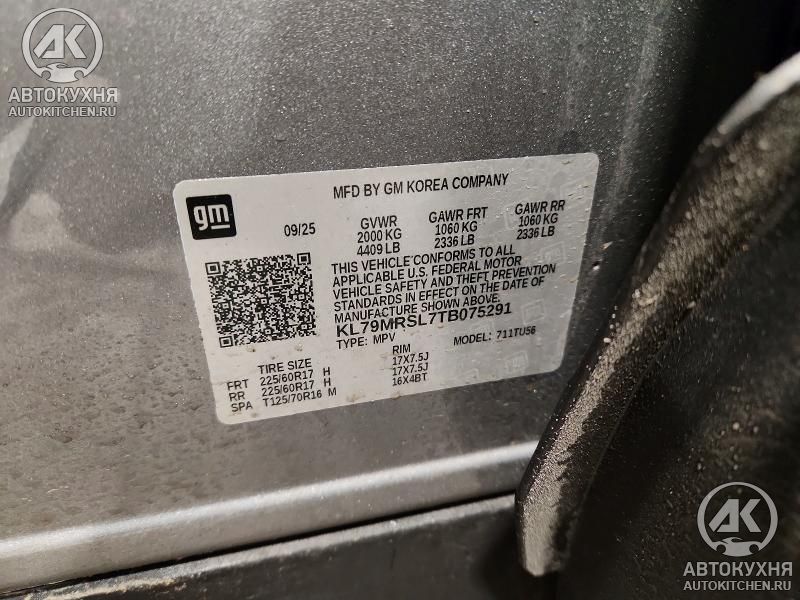 AK
АВТОКУХНЯ
AUTOKITCHEN.RU
MFD BY GM KOREA COMPANY
gm
09/25
GVWR GAWR FRT GAWR RR
2000 KG 1060 KG 1060 KG
4409 LB 2336 LB 2336 LB
THIS VEHICLE CONFORMS TO ALL
APPLICABLE U.S. FEDERAL MOTOR
VEHICLE SAFETY AND THEFT PREVENTION
STANDARDS IN EFFECT ON THE DATE OF
MANUFACTURE SHOWN ABOVE.
KL79MRSL7TB075291
TYPE: MPV MODEL: 711TU56
TIRE SIZE RIM
FRT 225/60R17 H 17X7.5J
RR 225/60R17 H 17X7.5J
SPA T125/70R16 M 16X4BT
AK
АВТОКУХНЯ
AUTOKITCHEN.RU